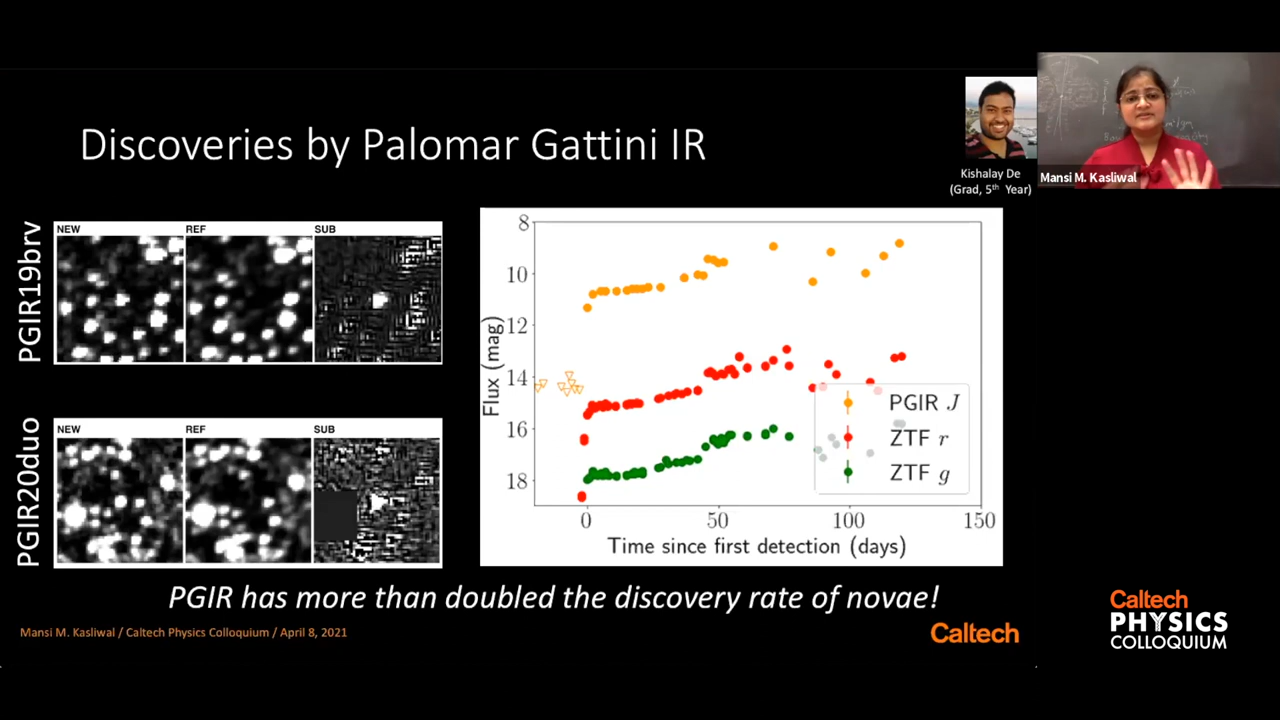 Discoveries by Palomar Gattini IR
Kishalay De
(Grad, 5th Year)
Mansi M. Kasliwal
PGIR19brv
NEW REF SUB
PGIR20duo
NEW REF SUB
Flux (mag)
8
10
12
14
16
18
0 50 100 150
Time since first detection (days)
PGIR J
ZTF r
ZTF g
PGIR has more than doubled the discovery rate of novae!
Mansi M. Kasliwal / Caltech Physics Colloquium / April 8, 2021
Caltech
Caltech
PHYSICS
COLLOQUIUM